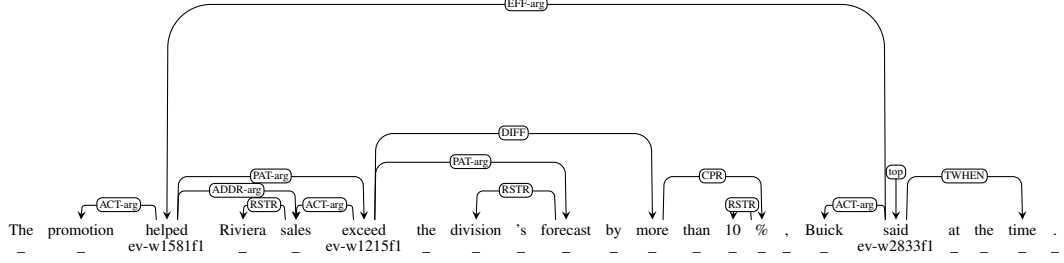 EFF-arg
DIFF
PAT-arg
PAT-arg CPR top TWHEN
ADDR-arg RSTR
ACT-arg RSTR ACT-arg RSTR ACT-arg
The promotion helped Riviera sales exceed the division 's forecast by more than 10 % , Buick said at the time .
ev-w1581f1 ev-w1215f1 ev-w2833f1
_ _ _ _ _ _ _ _ _ _ _ _ _ _ _ _ _ _